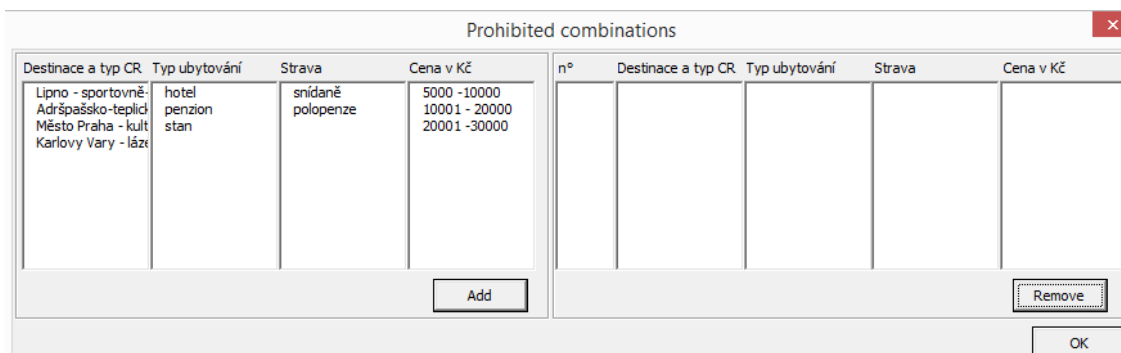 Prohibited combinations
Destinace a typ CR Typ ubytování Strava Cena v Kč
Lipno - sportovně- hotel snídaně 5000 -10000
Adršpašsko-teplick penzion polopenze 10001 - 20000
Město Praha - kult stan 20001 -30000
Karlovy Vary - láze
Add
n° Destinace a typ CR Typ ubytování Strava Cena v Kč
Remove
OK